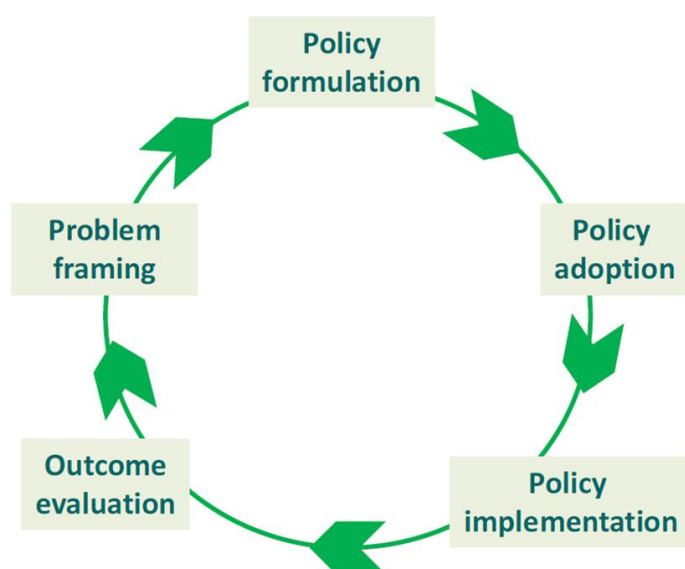 Policy
formulation
Policy
adoption
Policy
implementation
Outcome
evaluation
Problem
framing